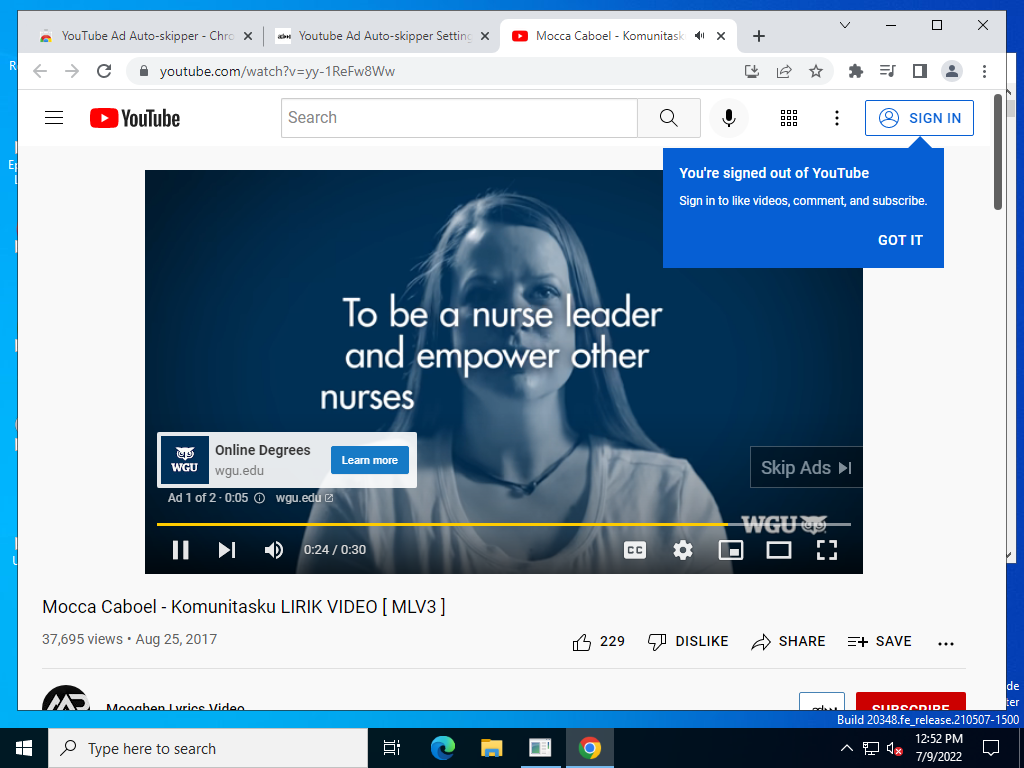 YouTube Ad Auto-skipper - Chro
Youtube Ad Auto-skipper Setting
Mocca Caboel - Komunitask
youtube.com/watch?v=yy-1ReFw8Ww
YouTube
Search
SIGN IN
You're signed out of YouTube
Sign in to like videos, comment, and subscribe.
GOT IT
To be a nurse leader
and empower other
nurses
WGU
Online Degrees
wgu.edu
Learn more
Skip Ads
Ad 1 of 2 · 0:05
wgu.edu
WGU
0:24 / 0:30
CC
Mocca Caboel - Komunitasku LIRIK VIDEO [ MLV3 ]
37,695 views • Aug 25, 2017
229
DISLIKE
SHARE
SAVE
Mooghen Lyrics Video
SUBSCRIBE
Build 20348.fe_release.210507-1500
Type here to search
12:52 PM
7/9/2022